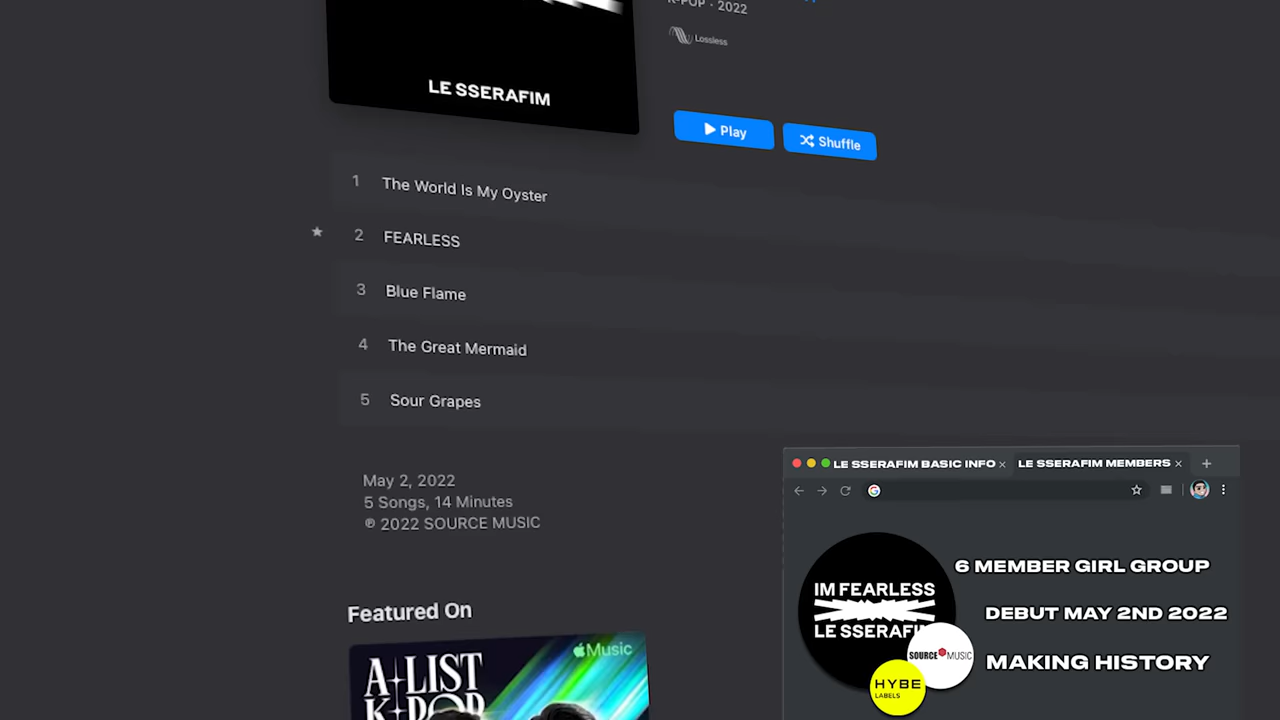 K-POP · 2022
Lossless
LE SSERAFIM
Play
Shuffle
1 The World Is My Oyster
2 FEARLESS
3 Blue Flame
4 The Great Mermaid
5 Sour Grapes
May 2, 2022
5 Songs, 14 Minutes
℗ 2022 SOURCE MUSIC
Featured On
Music
A-LIST
K-POP
LE SSERAFIM BASIC INFO
LE SSERAFIM MEMBERS
6 MEMBER GIRL GROUP
DEBUT MAY 2ND 2022
MAKING HISTORY
IM FEARLESS
LE SSERAFI
SOURCE MUSIC
HYBE
LABELS